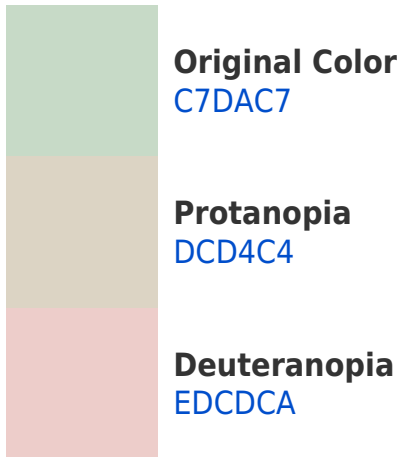 Original Color
C7DAC7
Protanopia
DCD4C4
Deuteranopia
EDCDCA